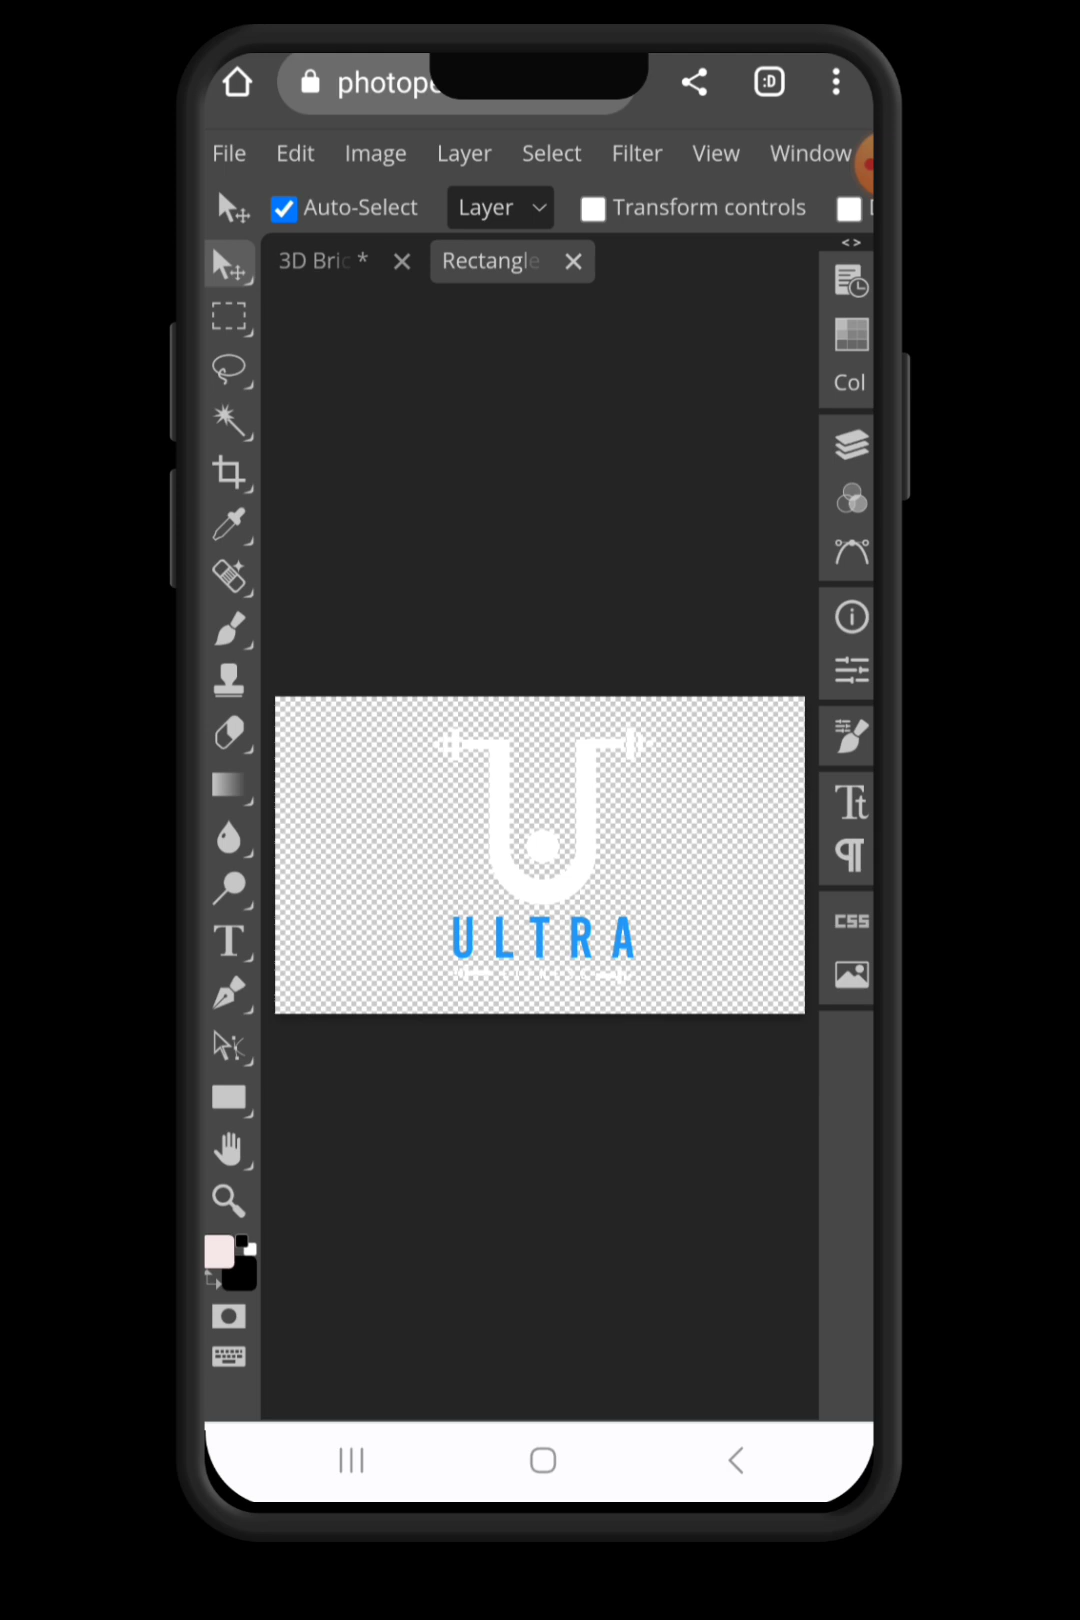 :D
File Edit Image Layer Select Filter View Window
Auto-Select Layer Transform controls
3D Bric * Rectangle
Col
ULTRA
Tt
T
CSS